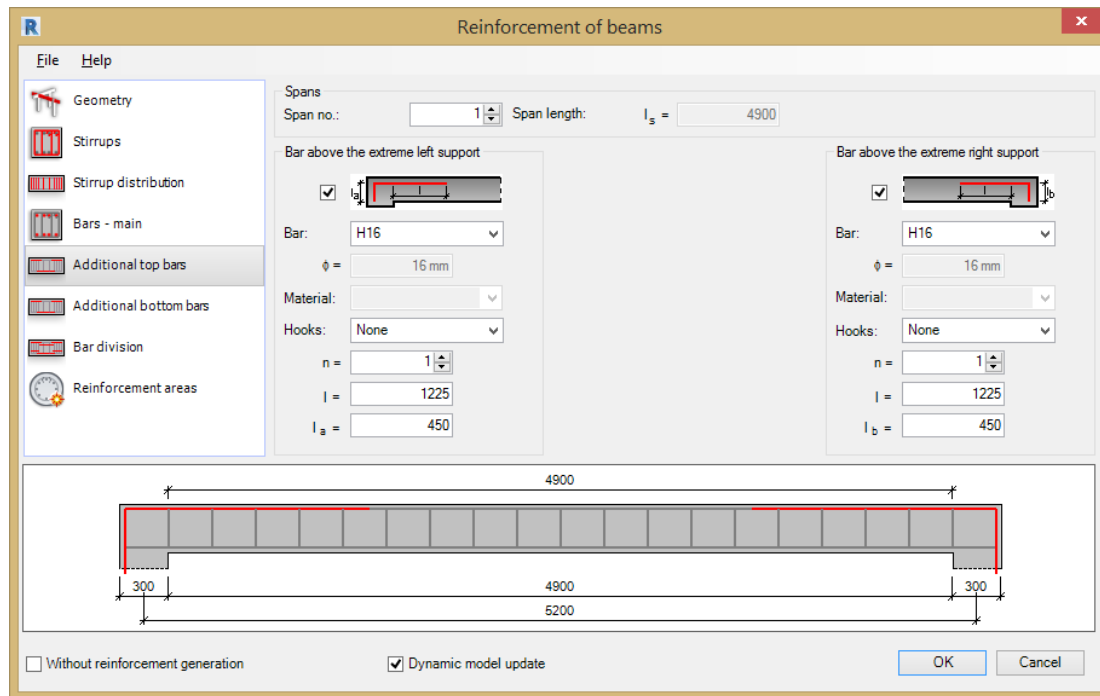 Reinforcement of beams
File Help
Geometry
Stirrups
Stirrup distribution
Bars - main
Additional top bars
Additional bottom bars
Bar division
Reinforcement areas
Spans
Span no.: 1 Span length: ls = 4900
Bar above the extreme left support
la l
Bar: H16
ϕ = 16 mm
Material:
Hooks: None
n = 1
l = 1225
l a = 450
Bar above the extreme right support
l lb
Bar: H16
ϕ = 16 mm
Material:
Hooks: None
n = 1
l = 1225
l b = 450
4900
300 4900 300
5200
Without reinforcement generation Dynamic model update OK Cancel